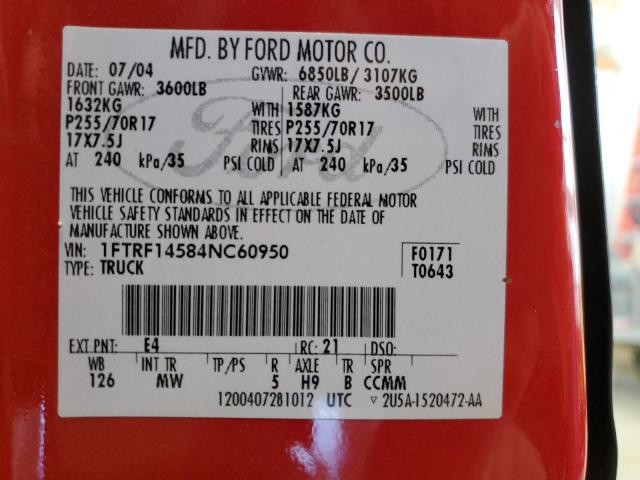 MFD. BY FORD MOTOR CO.
DATE: 07/04 GVWR: 6850LB/ 3107KG
FRONT GAWR: 3600LB REAR GAWR: 3500LB
1632KG WITH 1587KG WITH
P255/70R17 TIRES P255/70R17 TIRES
17X7.5J RIMS 17X7.5J RIMS
AT 240 kPa/35 PSI COLD AT 240 kPa/35 PSI COLD
Ford
THIS VEHICLE CONFORMS TO ALL APPLICABLE FEDERAL MOTOR
VEHICLE SAFETY STANDARDS IN EFFECT ON THE DATE OF
MANUFACTURE SHOWN ABOVE.
VIN: 1FTRF14584NC60950 F0171
TYPE: TRUCK T0643
EXT PNT: E4 RC: 21 DSO:
WB INT TR TP/PS R AXLE TR SPR
126 MW 5 H9 B CCMM
1200407281012 UTC ▽ 2U5A-1520472-AA